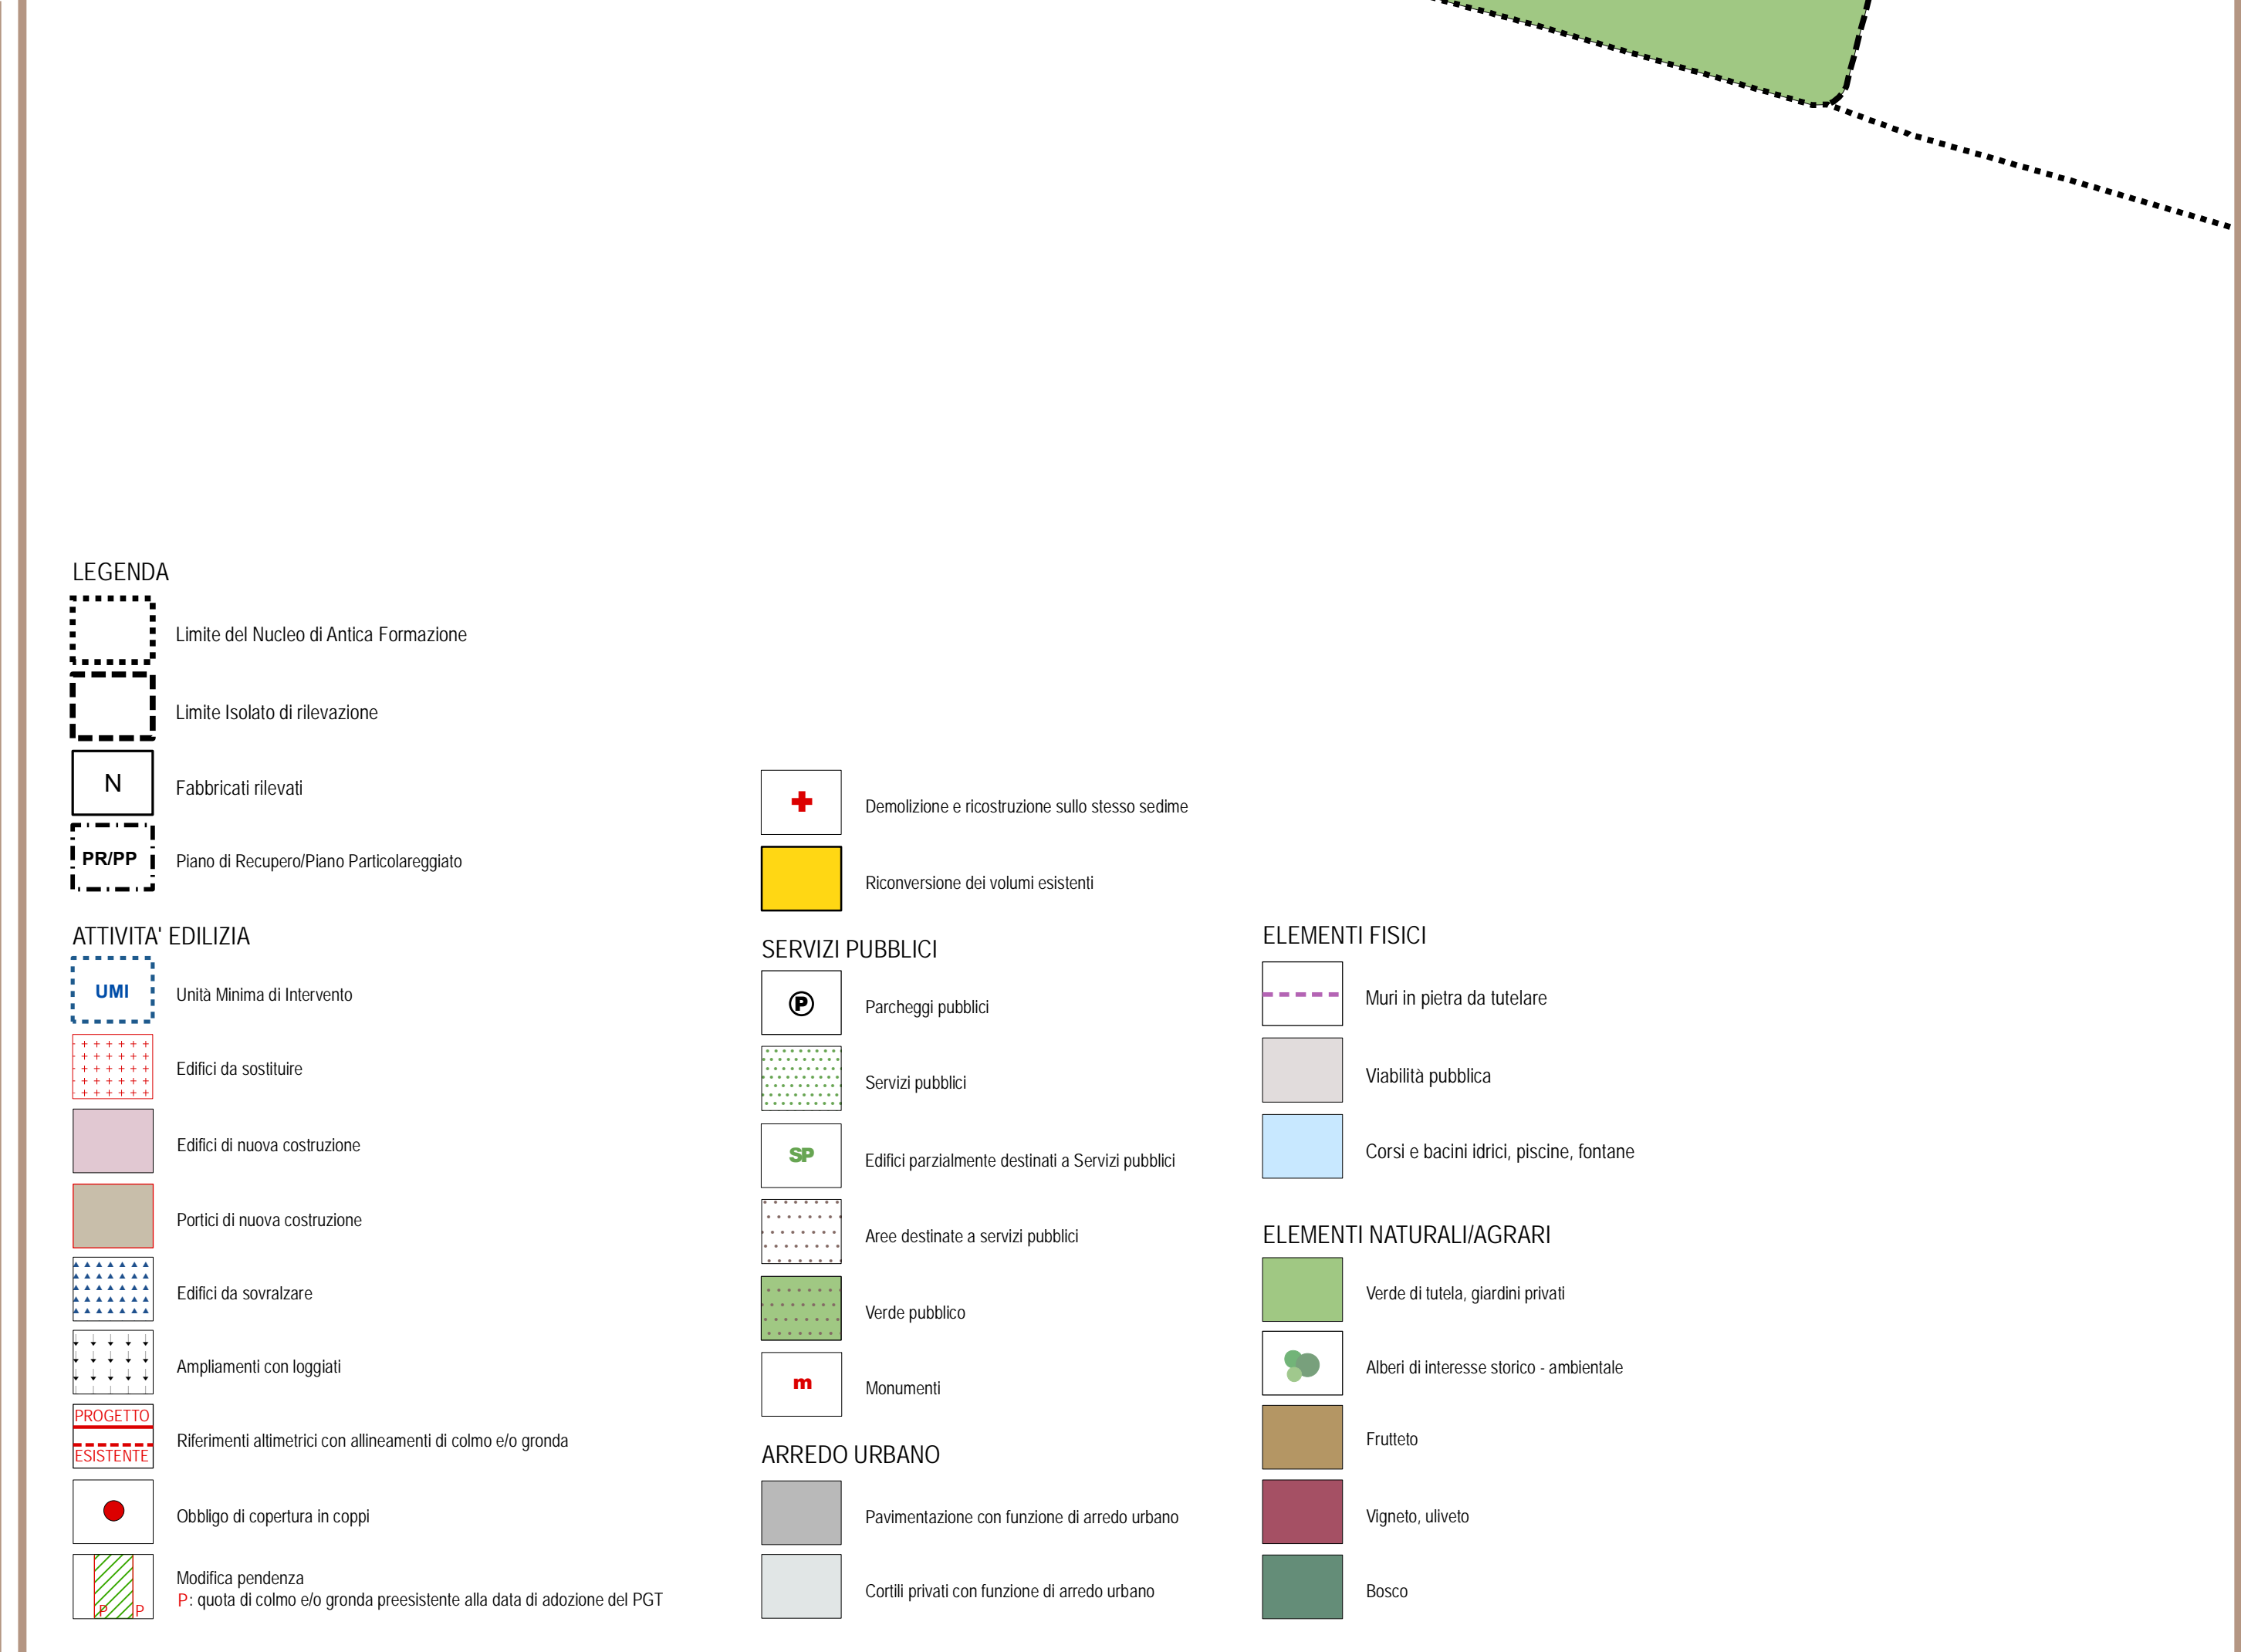 LEGENDA
Limite del Nucleo di Antica Formazione
Limite Isolato di rilevazione
N
Fabbricati rilevati
PR/PP
Piano di Recupero/Piano Particolareggiato
ATTIVITA' EDILIZIA
UMI
Unità Minima di Intervento
Edifici da sostituire
Edifici di nuova costruzione
Portici di nuova costruzione
Edifici da sovralzare
Ampliamenti con loggiati
PROGETTO
ESISTENTE
Riferimenti altimetrici con allineamenti di colmo e/o gronda
Obbligo di copertura in coppi
P P
Modifica pendenza
P: quota di colmo e/o gronda preesistente alla data di adozione del PGT
Demolizione e ricostruzione sullo stesso sedime
Riconversione dei volumi esistenti
SERVIZI PUBBLICI
P
Parcheggi pubblici
Servizi pubblici
SP
Edifici parzialmente destinati a Servizi pubblici
Aree destinate a servizi pubblici
Verde pubblico
m
Monumenti
ARREDO URBANO
Pavimentazione con funzione di arredo urbano
Cortili privati con funzione di arredo urbano
ELEMENTI FISICI
Muri in pietra da tutelare
Viabilità pubblica
Corsi e bacini idrici, piscine, fontane
ELEMENTI NATURALI/AGRARI
Verde di tutela, giardini privati
Alberi di interesse storico - ambientale
Frutteto
Vigneto, uliveto
Bosco